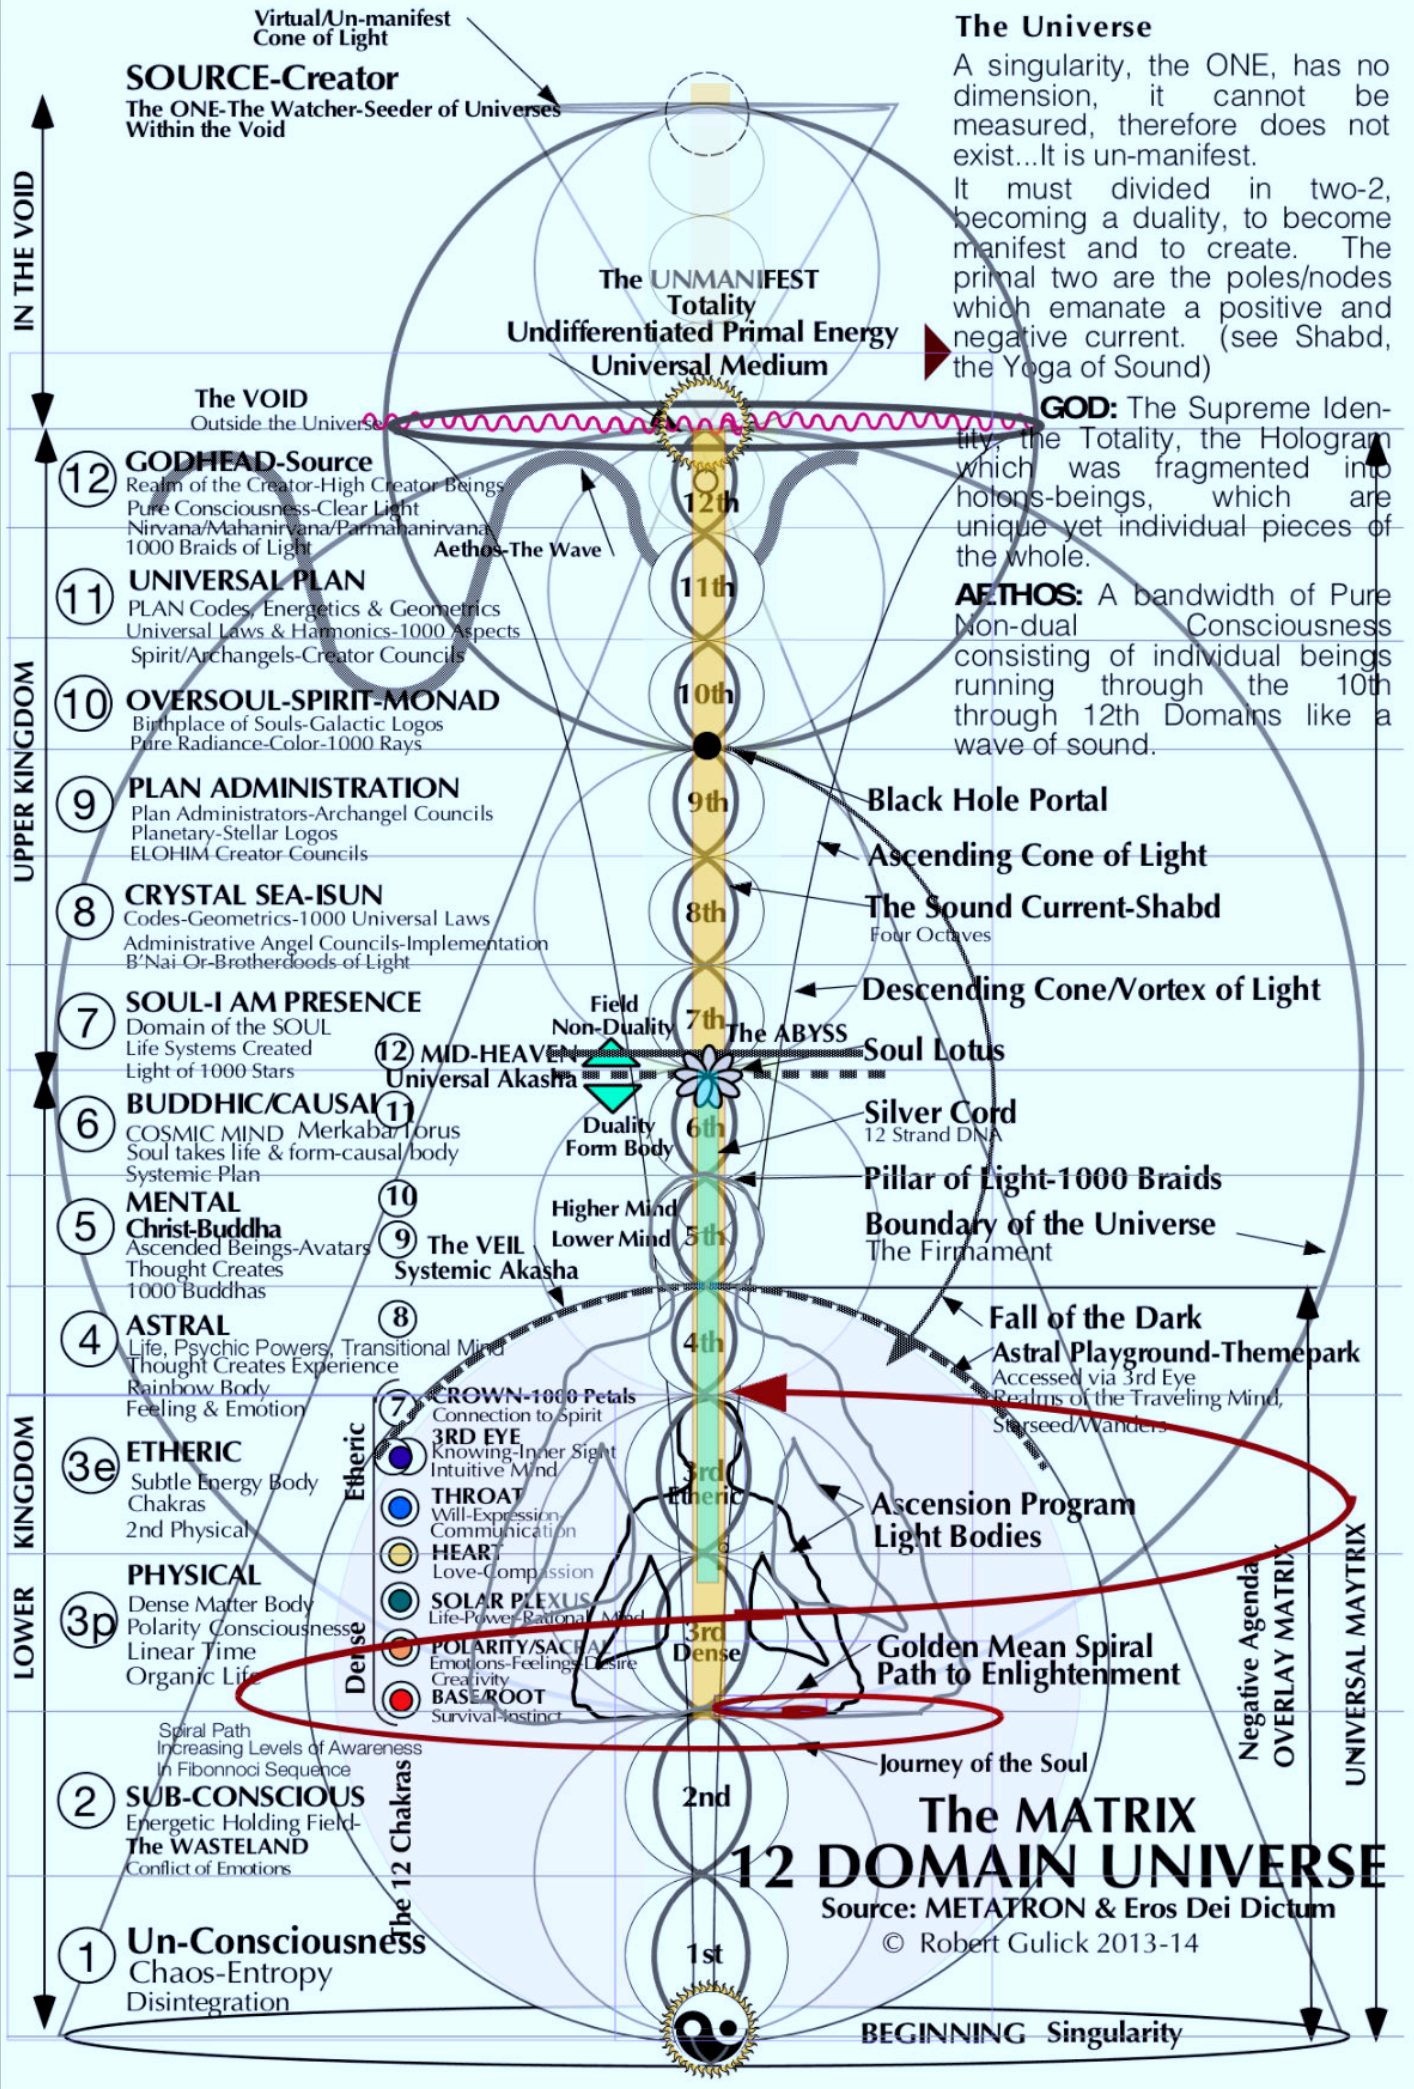 Virtual/Un-manifest
Cone of Light
SOURCE-Creator
The ONE-The Watcher-Seeder of Universes
Within the Void
IN THE VOID
The Universe
A singularity, the ONE, has no
dimension, it cannot be
measured, therefore does not
exist...It is un-manifest.
It must divided in two-2,
becoming a duality, to become
manifest and to create. The
primal two are the poles/nodes
which emanate a positive and
negative current. (see Shabd,
the Yoga of Sound)
GOD: The Supreme Iden-
tity, the Totality, the Hologram
which was fragmented into
holons-beings, which are
unique yet individual pieces of
the whole.
AETHOS: A bandwidth of Pure
Non-dual Consciousness
consisting of individual beings
running through the 10th
through 12th Domains like a
wave of sound.
The UNMANIFEST
Totality
Undifferentiated Primal Energy
Universal Medium
The VOID
Outside the Universe
UPPER KINGDOM
12
GODHEAD-Source
Realm of the Creator-High Creator Beings
Pure Consciousness-Clear Light
Nirvana/Mahanirvana/Parmahanirvana
1000 Braids of Light
Aethos-The Wave
12th
11
UNIVERSAL PLAN
PLAN Codes, Energetics & Geometrics
Universal Laws & Harmonics-1000 Aspects
Spirit/Archangels-Creator Councils
11th
10
OVERSOUL-SPIRIT-MONAD
Birthplace of Souls-Galactic Logos
Pure Radiance-Color-1000 Rays
10th
9
PLAN ADMINISTRATION
Plan Administrators-Archangel Councils
Planetary-Stellar Logos
ELOHIM Creator Councils
9th
Black Hole Portal
Ascending Cone of Light
8
CRYSTAL SEA-ISUN
Codes-Geometrics-1000 Universal Laws
Administrative Angel Councils-Implementation
B'Nai Or-Brotherdoods of Light
8th
The Sound Current-Shabd
Four Octaves
Descending Cone/Vortex of Light
7
SOUL-I AM PRESENCE
Domain of the SOUL
Life Systems Created
Light of 1000 Stars
Field
Non-Duality
7th
The ABYSS
Soul Lotus
12
MID-HEAVEN
Universal Akasha
6
BUDDHIC/CAUSAL
11
COSMIC MIND Merkaba/Torus
Soul takes life & form-causal body
Systemic Plan
Duality
Form Body
6th
Silver Cord
12 Strand DNA
Pillar of Light-1000 Braids
5
MENTAL
Christ-Buddha
Ascended Beings-Avatars
Thought Creates
1000 Buddhas
10
9
The VEIL
Systemic Akasha
Higher Mind
Lower Mind
5th
Boundary of the Universe
The Firmament
4
ASTRAL
Life, Psychic Powers, Transitional Mind
Thought Creates Experience
Rainbow Body
Feeling & Emotion
8
4th
Fall of the Dark
Astral Playground-Themepark
Accessed via 3rd Eye
Realms of the Traveling Mind,
Starseed/Wanders
LOWER KINGDOM
3e
ETHERIC
Subtle Energy Body
Chakras
2nd Physical
Etheric
7
CROWN-1000 Petals
Connection to Spirit
3RD EYE
Knowing-Inner Sight
Intuitive Mind
THROAT
Will-Expression-
Communication
HEART
Love-Compassion
3rd
Etheric
Ascension Program
Light Bodies
3p
PHYSICAL
Dense Matter Body
Polarity Consciousness
Linear Time
Organic Life
Dense
SOLAR PLEXUS
Life-Power-Rational Mind
POLARITY/SACRAL
Emotions-Feelings-Desire
Creativity
BASE/ROOT
Survival-Instinct
3rd
Dense
Golden Mean Spiral
Path to Enlightenment
Negative Agenda
OVERLAY MATRIX
UNIVERSAL MAYTRIX
Spiral Path
Increasing Levels of Awareness
In Fibonnoci Sequence
The 12 Chakras
Journey of the Soul
2
SUB-CONSCIOUS
Energetic Holding Field-
The WASTELAND
Conflict of Emotions
2nd
The MATRIX
12 DOMAIN UNIVERSE
Source: METATRON & Eros Dei Dictum
© Robert Gulick 2013-14
1
Un-Consciousness
Chaos-Entropy
Disintegration
1st
BEGINNING Singularity